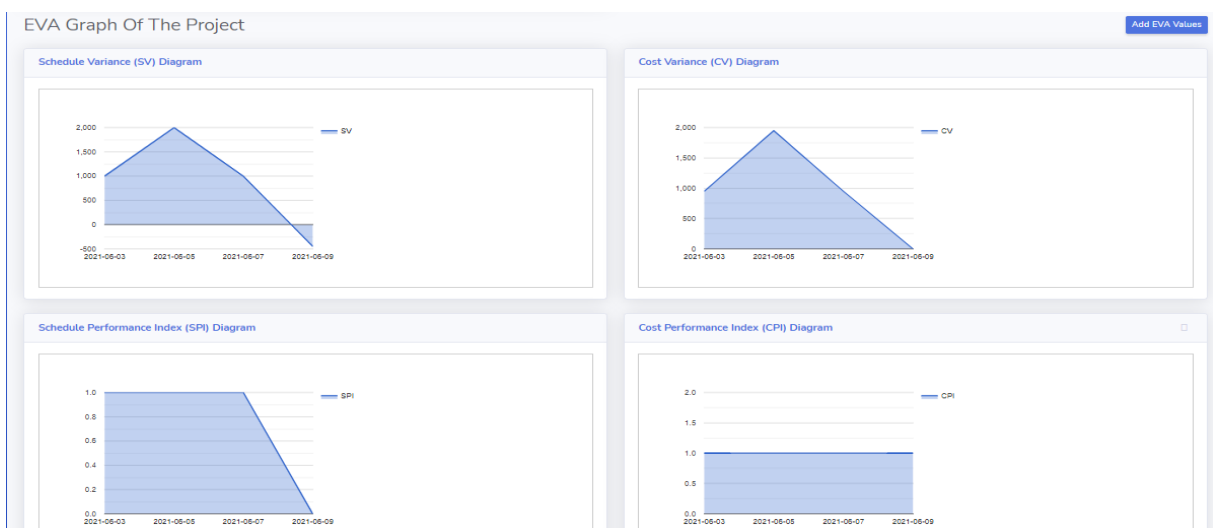 EVA Graph Of The Project
Add EVA Values
Schedule Variance (SV) Diagram
2,000
1,500
1,000
500
0
-500
SV
2021-06-03 2021-06-05 2021-06-07 2021-06-09
Cost Variance (CV) Diagram
2,000
1,500
1,000
500
0
CV
2021-06-03 2021-06-05 2021-06-07 2021-06-09
Schedule Performance Index (SPI) Diagram
1.0
0.8
0.6
0.4
0.2
0.0
SPI
2021-06-03 2021-06-05 2021-06-07 2021-06-09
Cost Performance Index (CPI) Diagram
2.0
1.5
1.0
0.5
0.0
CPI
2021-06-03 2021-06-05 2021-06-07 2021-06-09